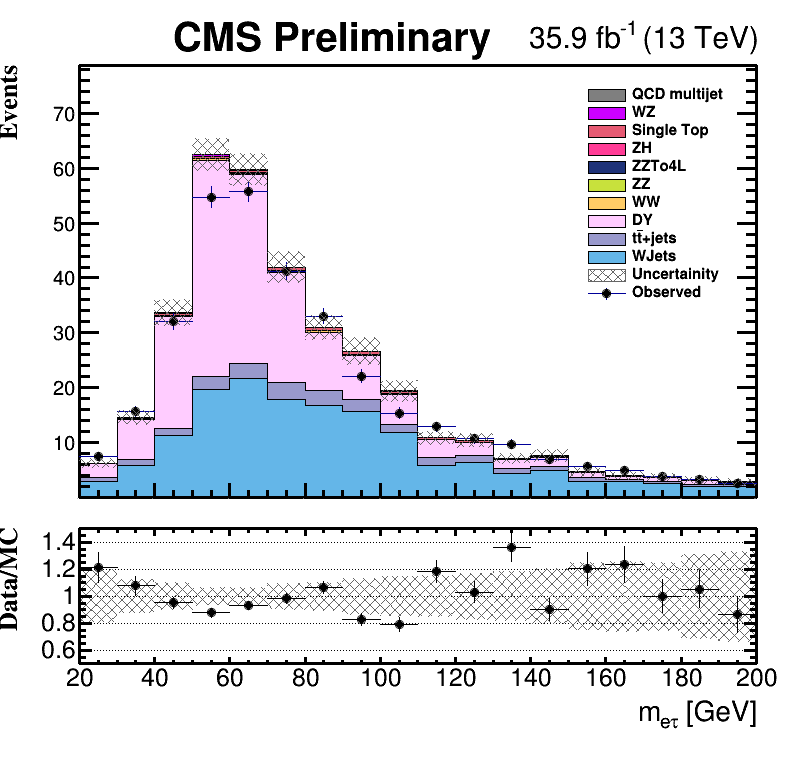 CMS Preliminary 35.9 fb⁻¹ (13 TeV)
Events
70
60
50
40
30
20
10
QCD multijet
WZ
Single Top
ZH
ZZTo4L
ZZ
WW
DY
tt̄+jets
WJets
Uncertainity
Observed
Data/MC
1.4
1.2
1
0.8
0.6
20 40 60 80 100 120 140 160 180 200
m_eτ [GeV]